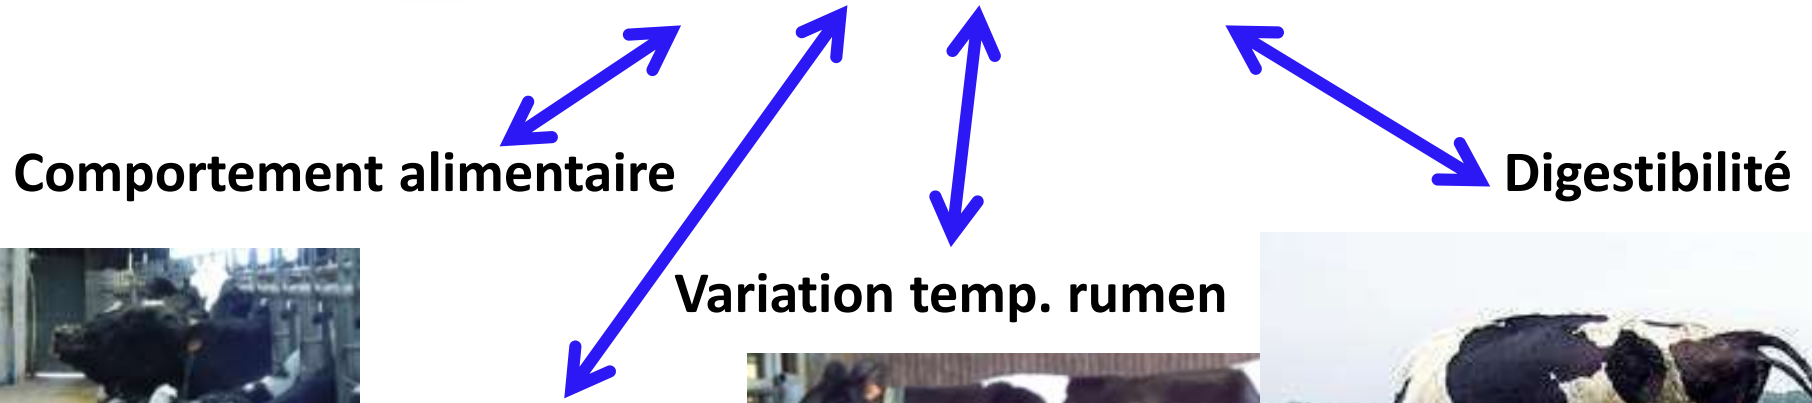 Comportement alimentaire
Digestibilité
Variation temp. rumen